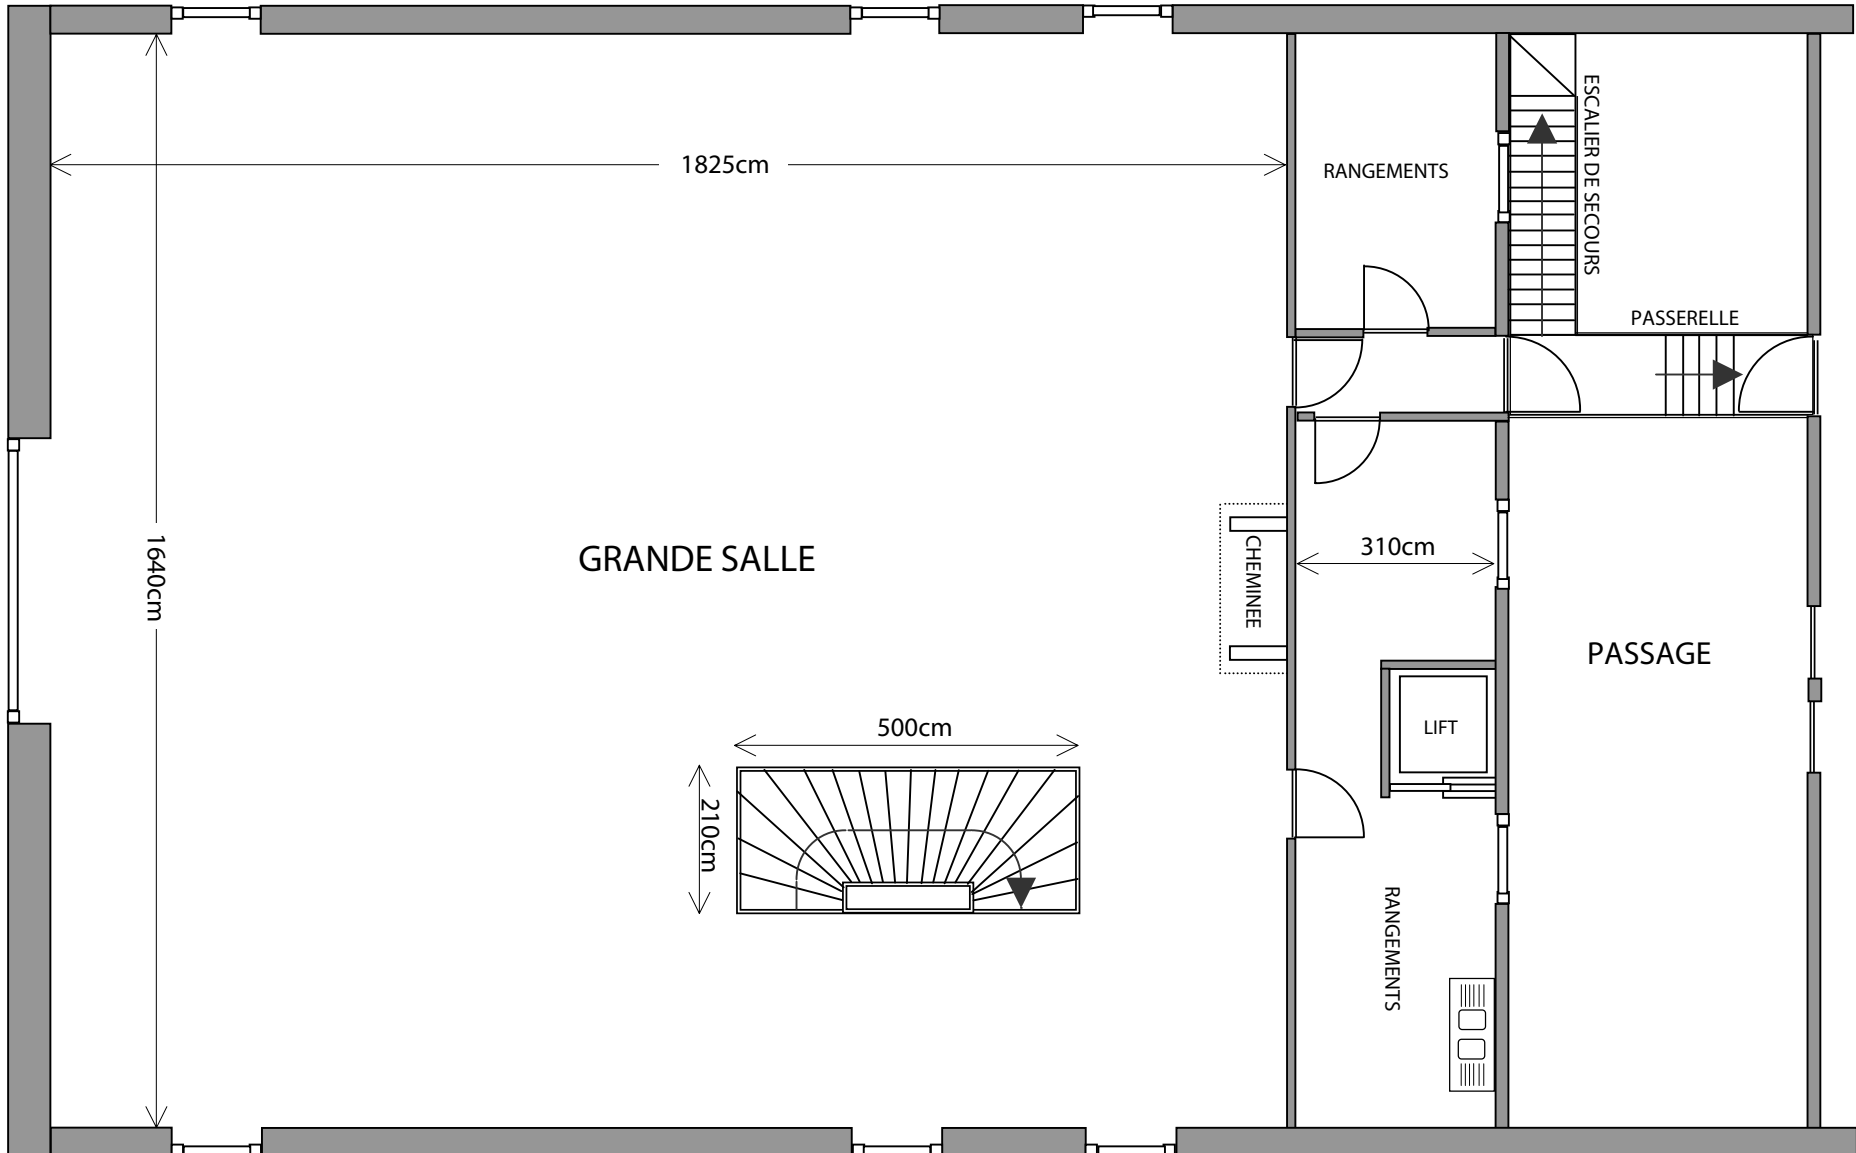 1825cm
RANGEMENTS
ESCALIER DE SECOURS
PASSERELLE
1640cm
GRANDE SALLE
CHEMINEE
310cm
PASSAGE
LIFT
500cm
210cm
RANGEMENTS